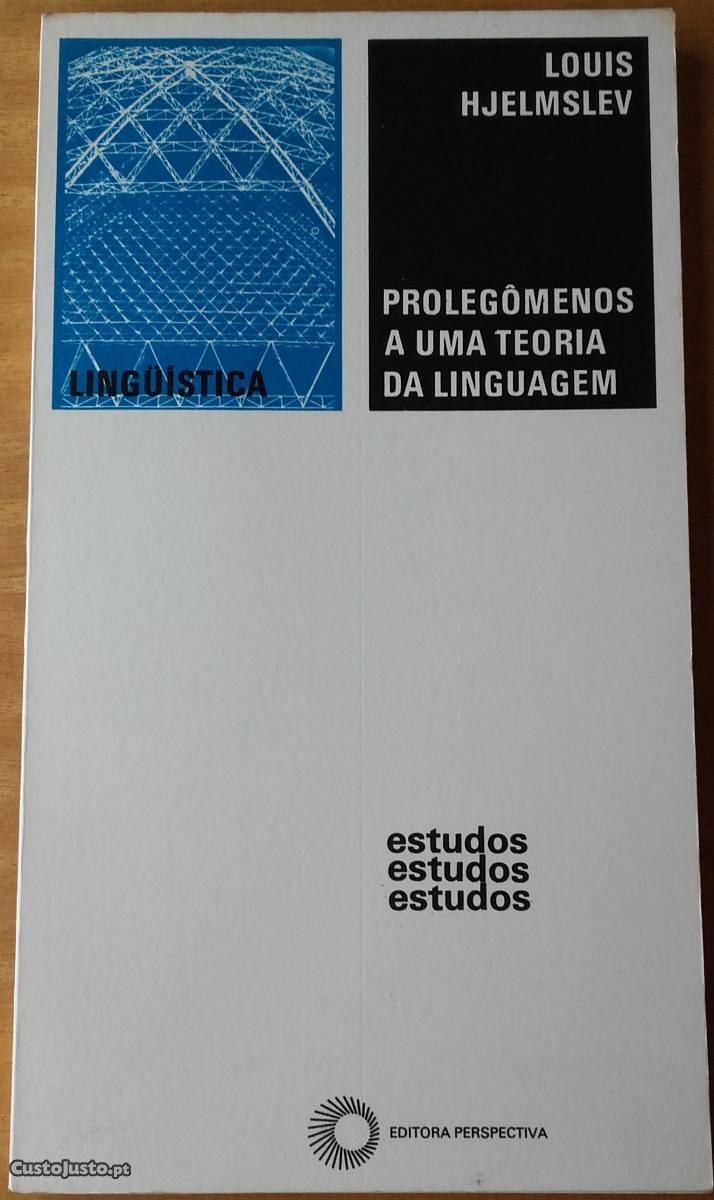 LOUIS
HJELMSLEV
PROLEGÔMENOS
A UMA TEORIA
DA LINGUAGEM
LINGÜÍSTICA
estudos
estudos
estudos
EDITORA PERSPECTIVA
CustoJusto.pt